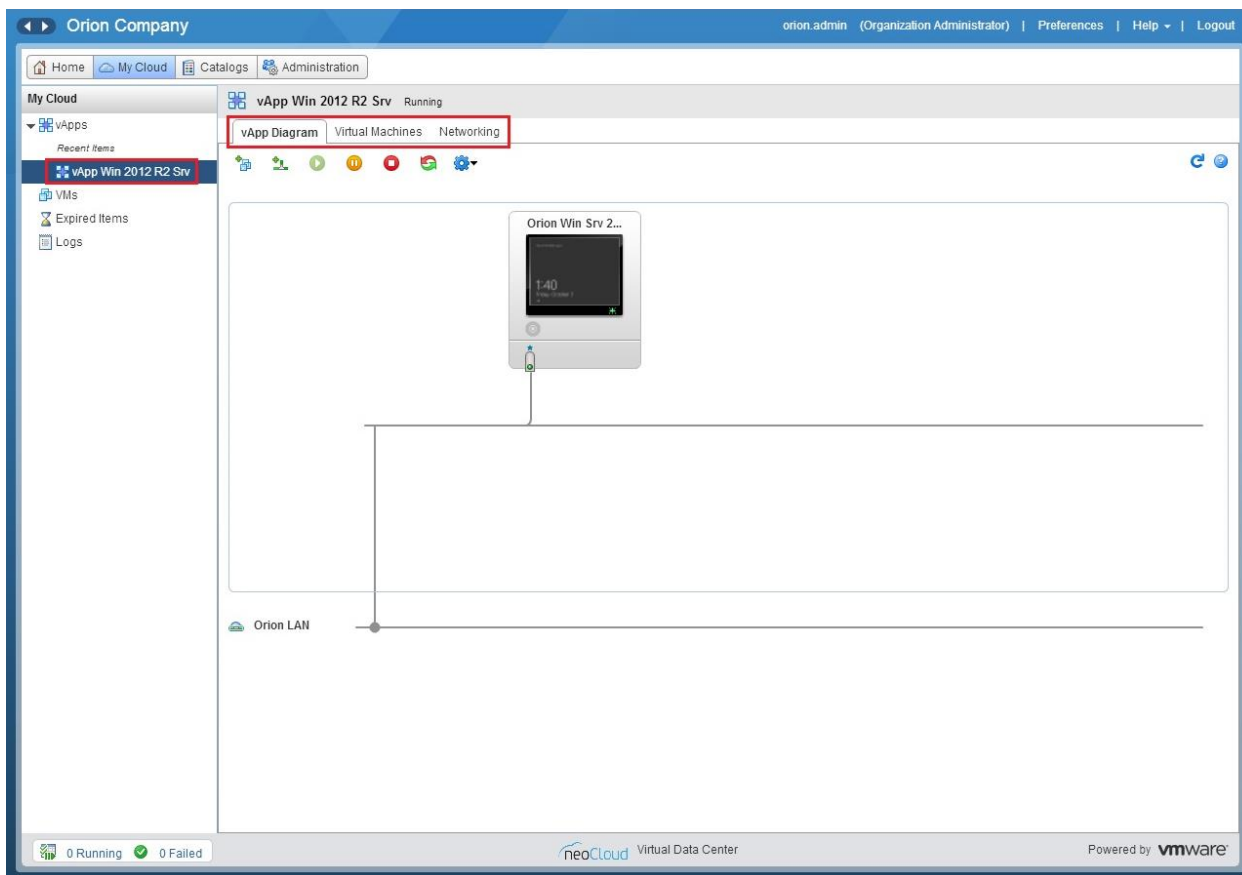 Orion Company
orion.admin (Organization Administrator) | Preferences | Help | Logout
Home My Cloud Catalogs Administration
My Cloud
vApps
Recent Items
vApp Win 2012 R2 Srv
VMs
Expired Items
Logs
vApp Win 2012 R2 Srv Running
vApp Diagram Virtual Machines Networking
Orion Win Srv 2...
1:40
Orion LAN
0 Running 0 Failed
neoCloud Virtual Data Center
Powered by vmware